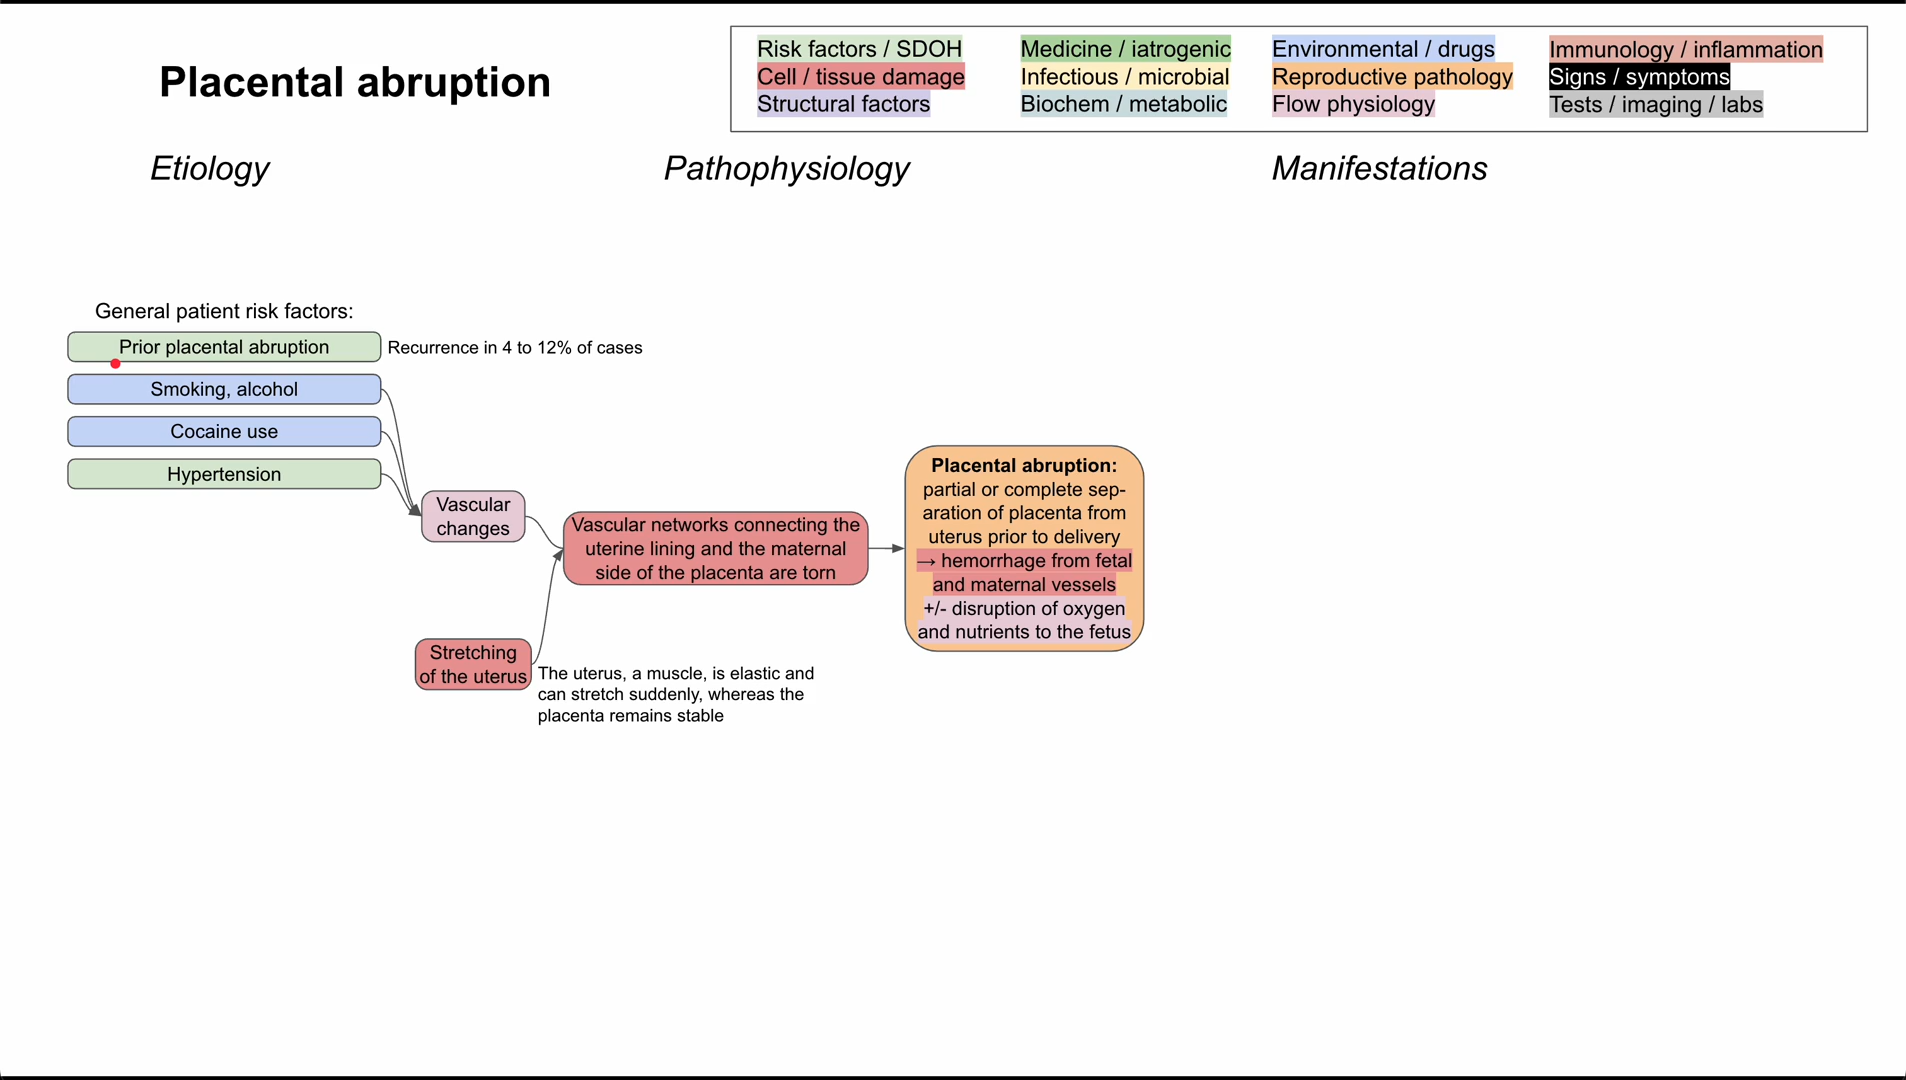 Placental abruption
Risk factors / SDOH
Cell / tissue damage
Structural factors
Medicine / iatrogenic
Infectious / microbial
Biochem / metabolic
Environmental / drugs
Reproductive pathology
Flow physiology
Immunology / inflammation
Signs / symptoms
Tests / imaging / labs
Etiology
Pathophysiology
Manifestations
General patient risk factors:
Prior placental abruption
Recurrence in 4 to 12% of cases
Smoking, alcohol
Cocaine use
Hypertension
Vascular
changes
Stretching
of the uterus
The uterus, a muscle, is elastic and
can stretch suddenly, whereas the
placenta remains stable
Vascular networks connecting the
uterine lining and the maternal
side of the placenta are torn
Placental abruption:
partial or complete sep-
aration of placenta from
uterus prior to delivery
→ hemorrhage from fetal
and maternal vessels
+/- disruption of oxygen
and nutrients to the fetus